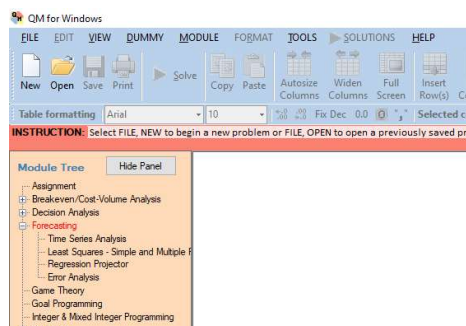 QM for Windows
FILE EDIT VIEW DUMMY MODULE FORMAT TOOLS SOLUTIONS HELP
New Open Save Print Solve Copy Paste Autosize Columns Widen Columns Full Screen Insert Row(s)
Table formatting Arial 10 Fix Dec 0.0 Selected
INSTRUCTION: Select FILE, NEW to begin a new problem or FILE, OPEN to open a previously saved pr
Module Tree Hide Panel
Assignment
Breakeven/Cost-Volume Analysis
Decision Analysis
Forecasting
Time Series Analysis
Least Squares - Simple and Multiple R
Regression Projector
Error Analysis
Game Theory
Goal Programming
Integer & Mixed Integer Programming